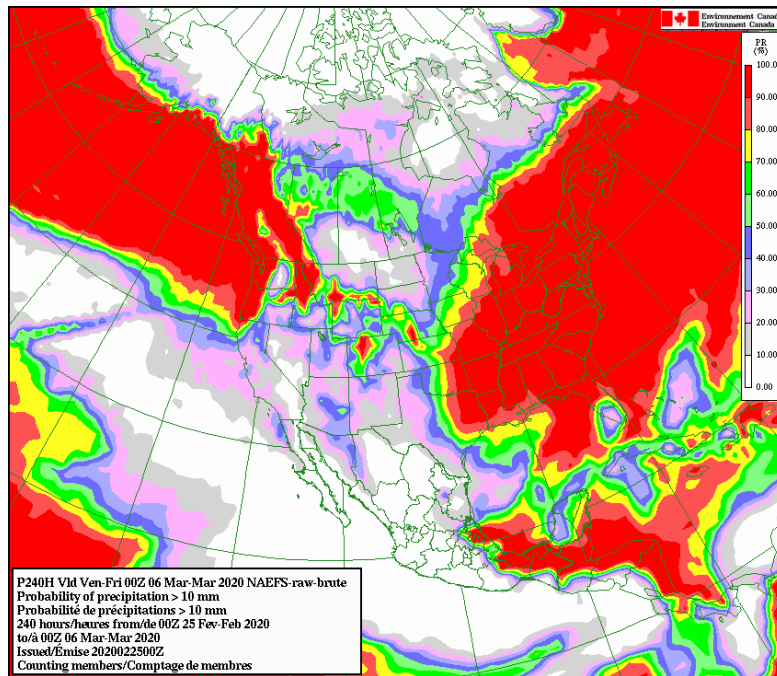 Environnement Canada
Environment Canada
PR
(%)
100.00
90.00
80.00
70.00
60.00
50.00
40.00
30.00
20.00
10.00
0.00
P240H Vld Ven-Fri 00Z 06 Mar-Mar 2020 NAEFS-raw-brute
Probability of precipitation > 10 mm
Probabilité de précipitations > 10 mm
240 hours/heures from/de 00Z 25 Fev-Feb 2020
to/à 00Z 06 Mar-Mar 2020
Issued/Émise 2020022500Z
Counting members/Comptage de membres